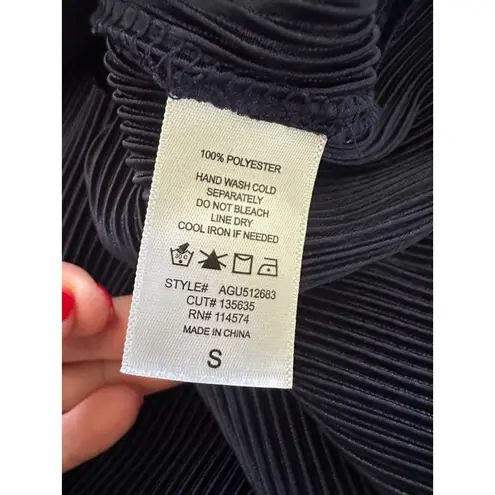 100% POLYESTER
HAND WASH COLD
SEPARATELY
DO NOT BLEACH
LINE DRY
COOL IRON IF NEEDED
30 C
STYLE# AGU512683
CUT# 135635
RN# 114574
MADE IN CHINA
S